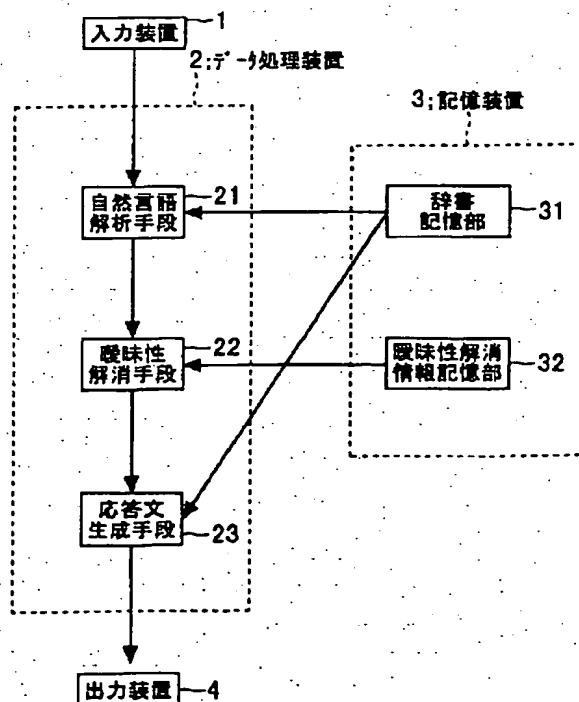 入力装置
1
2:データ処理装置
3:記憶装置
自然言語
解析手段
21
辞書
記憶部
31
曖昧性
解消手段
22
曖昧性解消
情報記憶部
32
応答文
生成手段
23
出力装置
4